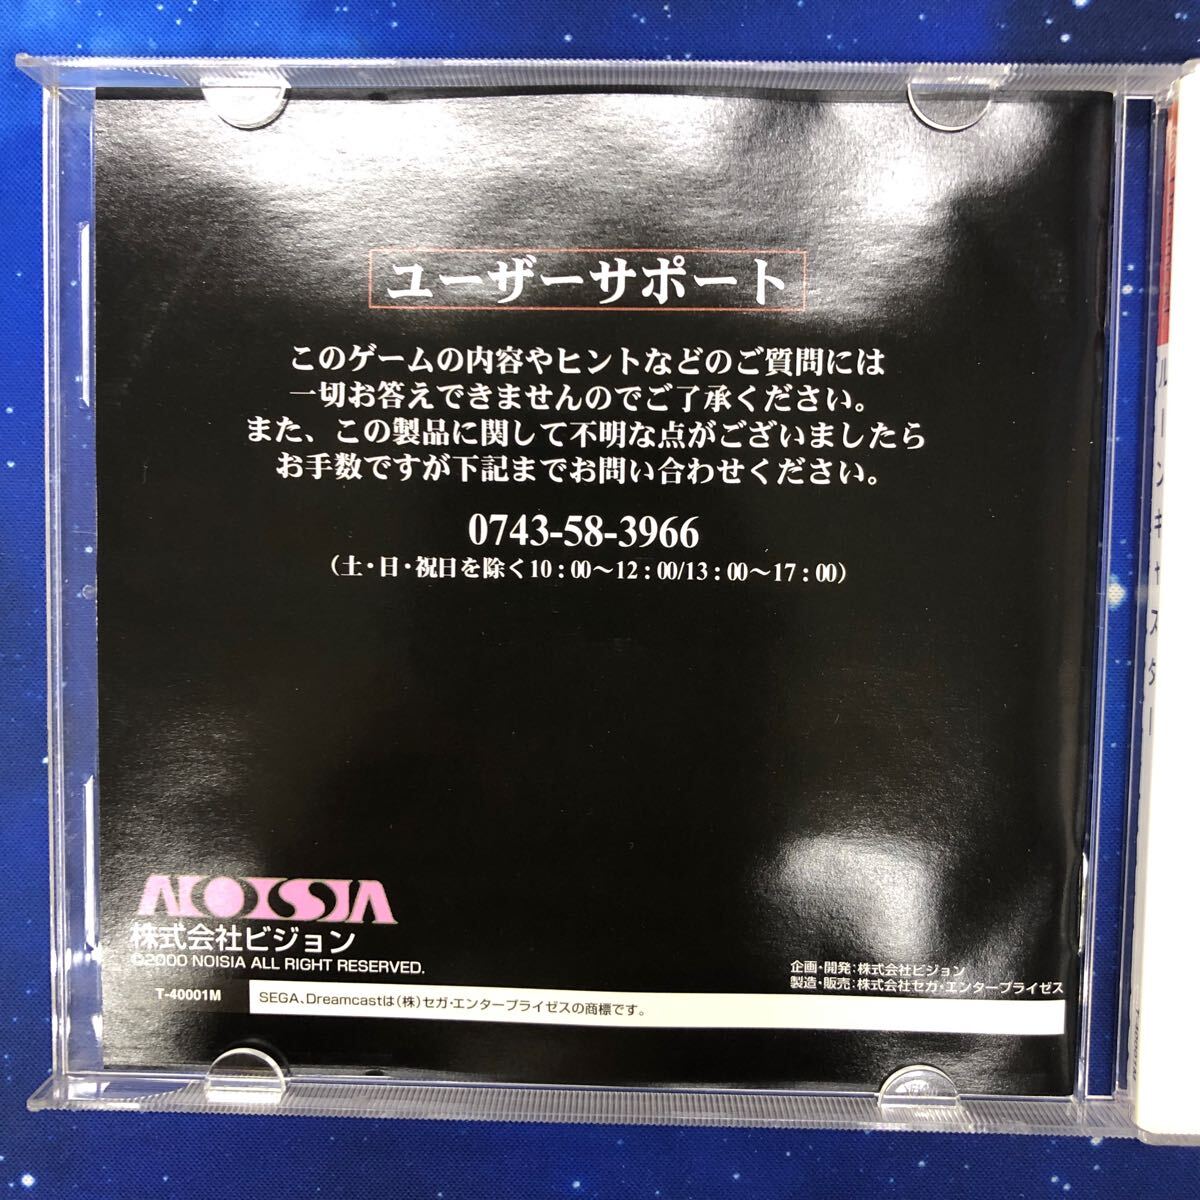 ユーザーサポート
このゲームの内容やヒントなどのご質問には
一切お答えできませんのでご了承ください。
また、この製品に関して不明な点がございましたら
お手数ですが下記までお問い合わせください。
0743-58-3966
(土・日・祝日を除く10:00〜12:00/13:00〜17:00)
NOISIA
株式会社ビジョン
©2000 NOISIA ALL RIGHT RESERVED.
企画・開発:株式会社ビジョン
製造・販売:株式会社セガ・エンタープライゼス
T-40001M
SEGA、Dreamcastは(株)セガ・エンタープライゼスの商標です。
ルーンキャスター
T-40001M